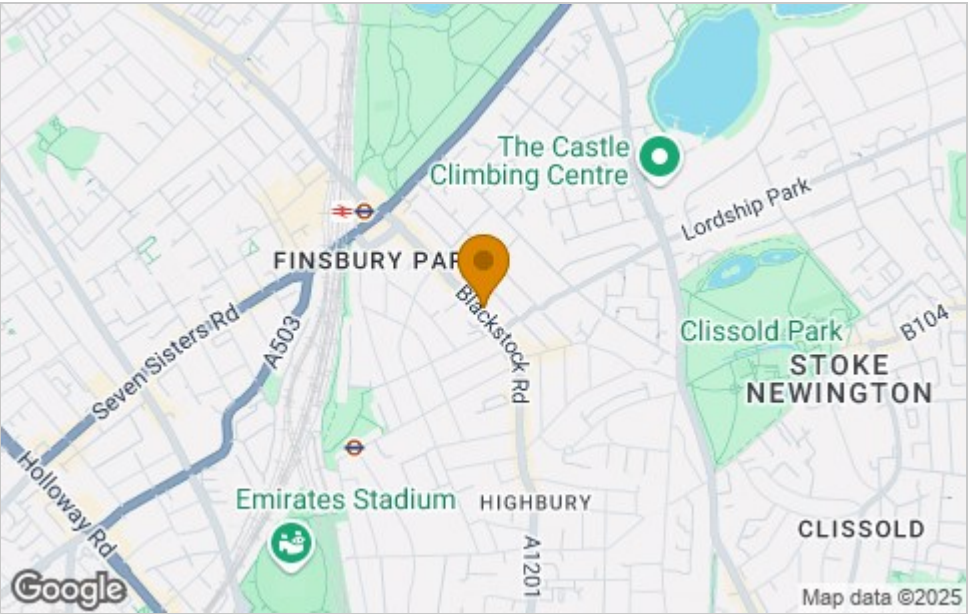 The Castle
Climbing Centre
Lordship Park
FINSBURY PAR
Blackstock Rd
Seven Sisters Rd
A503
Clissold Park
B104
STOKE
NEWINGTON
Holloway Rd
Emirates Stadium
HIGHBURY
CLISSOLD
A1201
Google
Map data ©2025